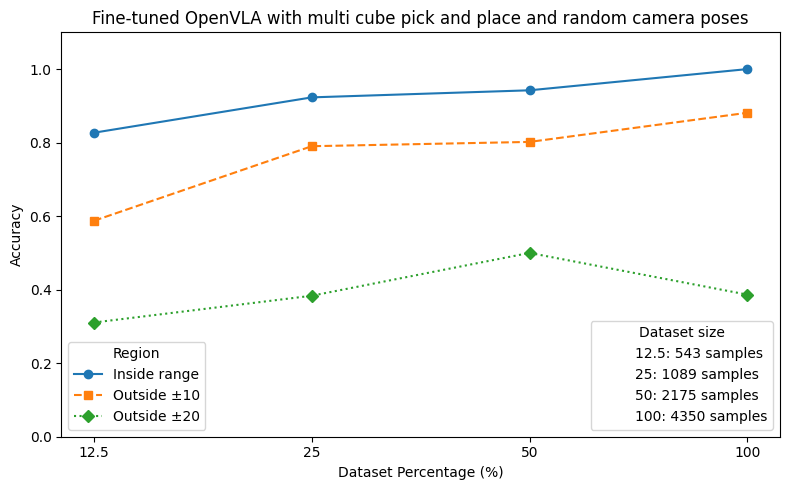 Fine-tuned OpenVLA with multi cube pick and place and random camera poses
Accuracy
1.0
0.8
0.6
0.4
0.2
0.0
Region
Inside range
Outside ±10
Outside ±20
Dataset size
12.5: 543 samples
25: 1089 samples
50: 2175 samples
100: 4350 samples
12.5 25 50 100
Dataset Percentage (%)